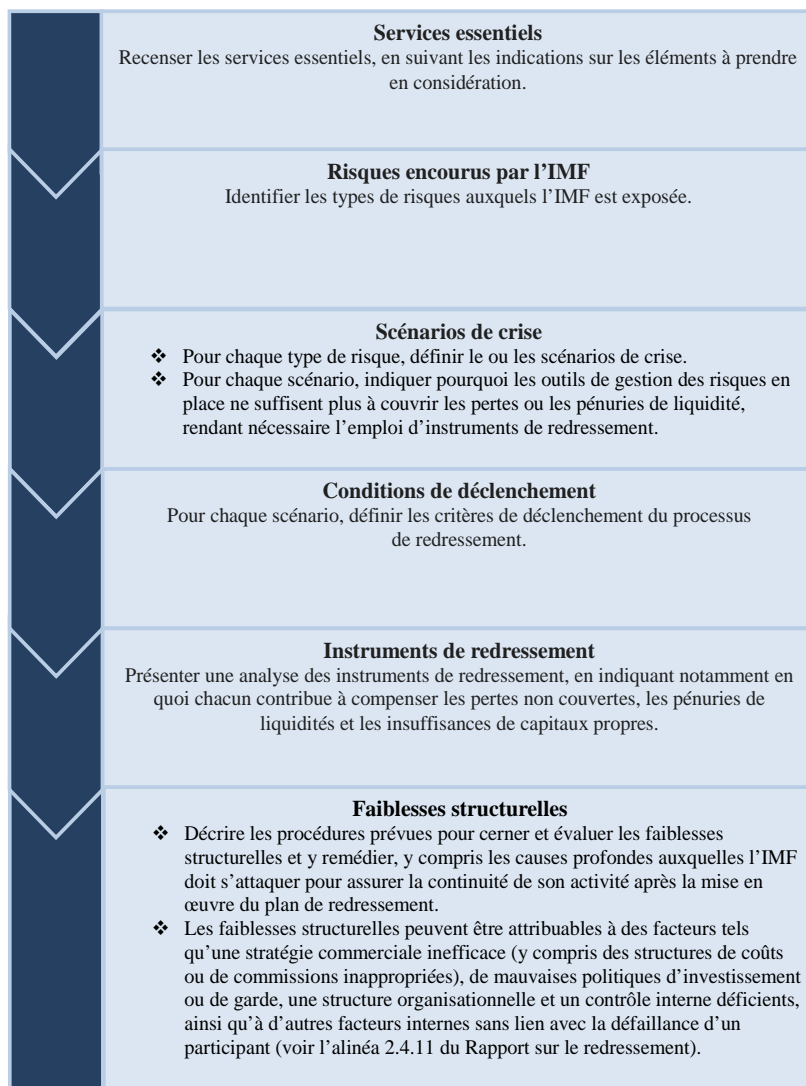 Services essentiels
Recenser les services essentiels, en suivant les indications sur les éléments à prendre
en considération.
Risques encourus par l’IMF
Identifier les types de risques auxquels l’IMF est exposée.
Scénarios de crise
❖ Pour chaque type de risque, définir le ou les scénarios de crise.
❖ Pour chaque scénario, indiquer pourquoi les outils de gestion des risques en
place ne suffisent plus à couvrir les pertes ou les pénuries de liquidité,
rendant nécessaire l’emploi d’instruments de redressement.
Conditions de déclenchement
Pour chaque scénario, définir les critères de déclenchement du processus
de redressement.
Instruments de redressement
Présenter une analyse des instruments de redressement, en indiquant notamment en
quoi chacun contribue à compenser les pertes non couvertes, les pénuries de
liquidités et les insuffisances de capitaux propres.
Faiblesses structurelles
❖ Décrire les procédures prévues pour cerner et évaluer les faiblesses
structurelles et y remédier, y compris les causes profondes auxquelles l’IMF
doit s’attaquer pour assurer la continuité de son activité après la mise en
œuvre du plan de redressement.
❖ Les faiblesses structurelles peuvent être attribuables à des facteurs tels
qu’une stratégie commerciale inefficace (y compris des structures de coûts
ou de commissions inappropriées), de mauvaises politiques d’investissement
ou de garde, une structure organisationnelle et un contrôle interne déficients,
ainsi qu’à d’autres facteurs internes sans lien avec la défaillance d’un
participant (voir l’alinéa 2.4.11 du Rapport sur le redressement).